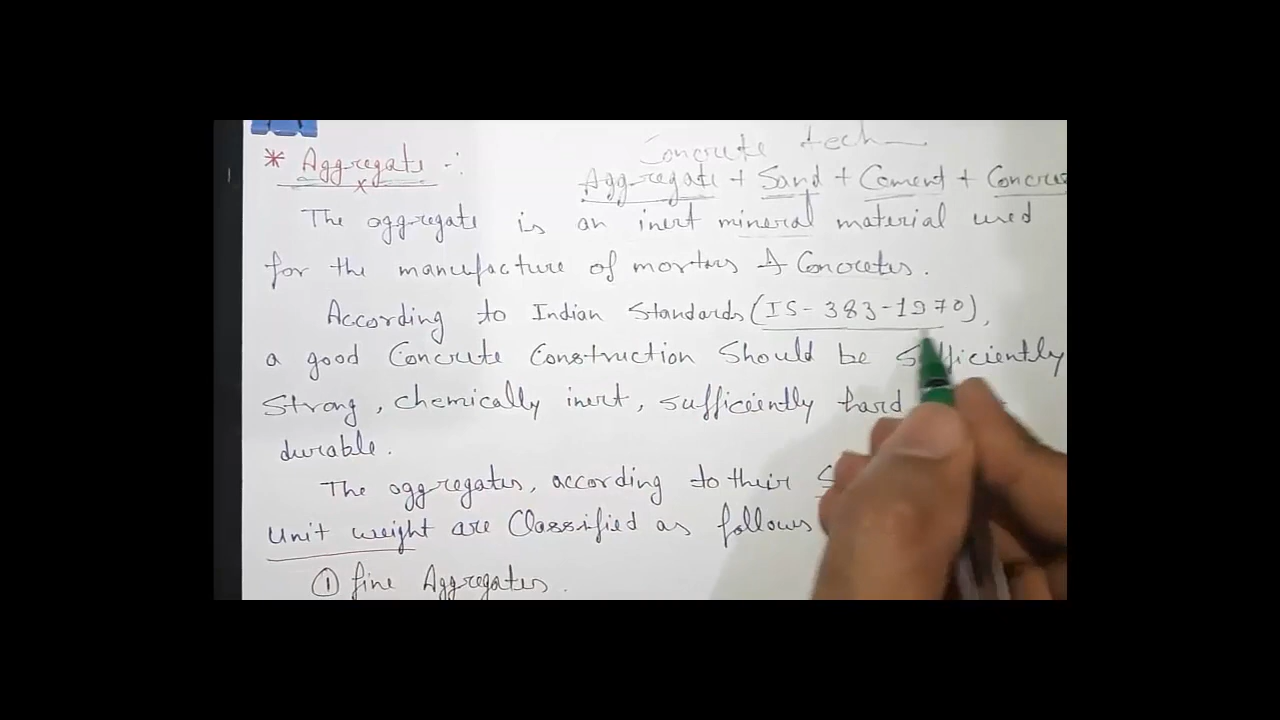 Concrete tech
* Aggregate -:
Aggregate + Sand + Cement + Concre
The aggregate is an inert mineral material used
for the manufacture of mortars & Concretes.
According to Indian Standards (IS-383-1970),
a good Concrete Construction should be sufficiently
Strong, chemically inert, sufficiently hard
durable.
The aggregates, according to their
Unit weight are Classified as follows
① fine Aggregates.